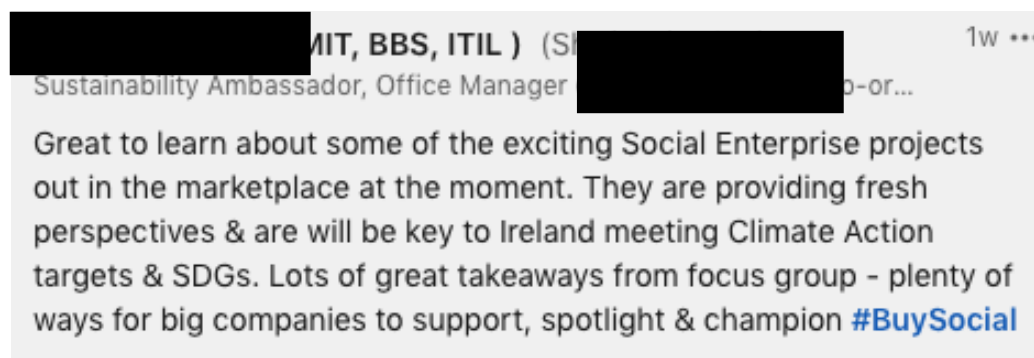 MIT, BBS, ITIL ) (Sh
1w
Sustainability Ambassador, Office Manager
o-or...
Great to learn about some of the exciting Social Enterprise projects
out in the marketplace at the moment. They are providing fresh
perspectives & are will be key to Ireland meeting Climate Action
targets & SDGs. Lots of great takeaways from focus group - plenty of
ways for big companies to support, spotlight & champion #BuySocial